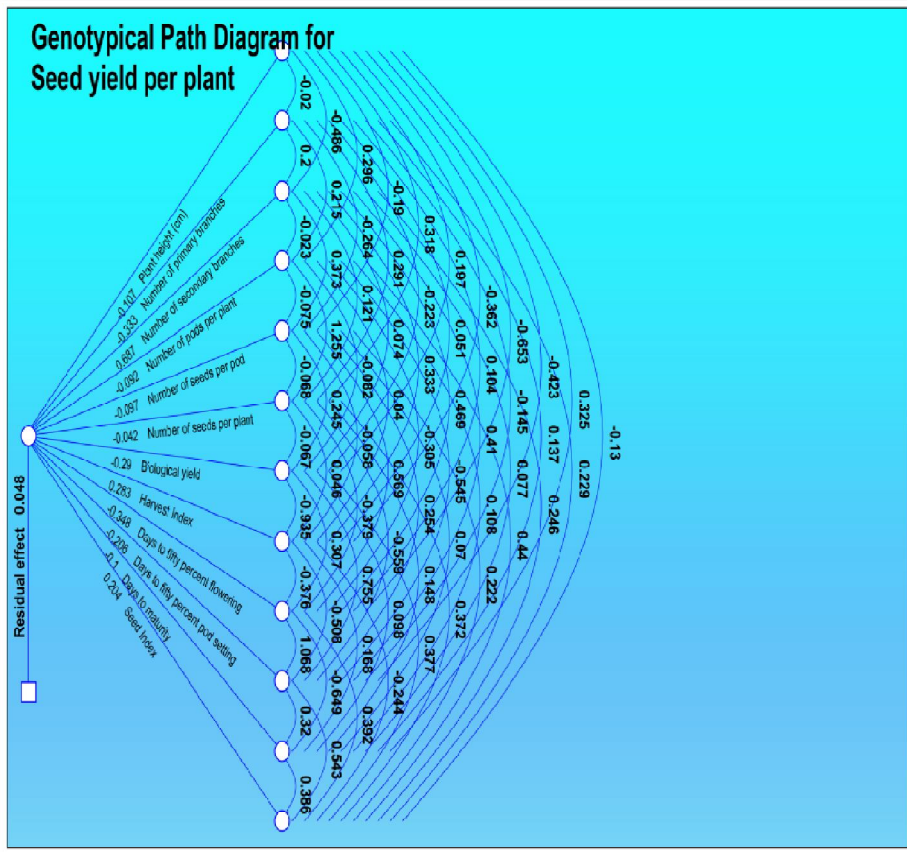 Genotypical Path Diagram for
Seed yield per plant
-0.107 Plant height (cm)
-0.333 Number of primary branches
0.687 Number of secondary branches
-0.092 Number of pods per plant
-0.097 Number of seeds per pod
-0.042 Number of seeds per plant
-0.29 Biological yield
0.283 Harvest Index
-0.348 Days to fifty percent flowering
-0.206 Days to fifty percent pod setting
-0.1 Days to maturity
0.204 Seed Index
Residual effect 0.048
-0.02 0.2 -0.023 -0.075 -0.068 -0.067 -0.935 -0.376 1.068 0.32 0.386
-0.486 0.215 0.373 1.255 0.245 0.046 0.307 -0.508 -0.649 0.543
0.296 -0.264 0.121 -0.082 -0.056 -0.379 0.755 0.168 0.392
-0.19 0.291 0.074 -0.559 0.098 -0.244
0.318 -0.223 0.333 -0.305 0.254 0.148 0.377
0.197 0.051 0.469 -0.545 0.07 0.372
-0.362 0.104 0.41 0.108 0.222
-0.653 -0.145 0.077 0.44
-0.423 0.137 0.246
0.325 0.229
-0.13